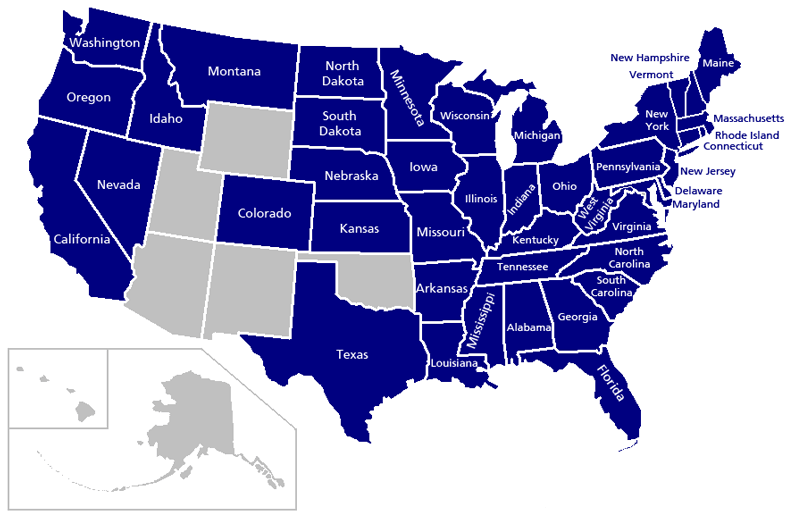 Washington
Oregon
Idaho
Montana
North
Dakota
South
Dakota
Minnesota
Wisconsin
Michigan
New Hampshire
Vermont
Maine
New
York
Massachusetts
Rhode Island
Connecticut
Pennsylvania
New Jersey
Delaware
Maryland
Nevada
California
Colorado
Nebraska
Kansas
Iowa
Missouri
Illinois
Indiana
Ohio
West
Virginia
Virginia
Kentucky
Tennessee
North
Carolina
South
Carolina
Arkansas
Mississippi
Alabama
Georgia
Texas
Louisiana
Florida